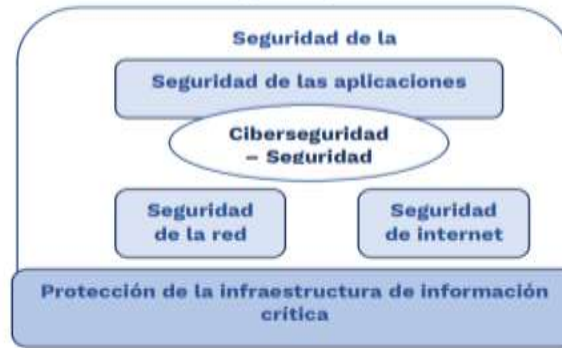 Seguridad de la
Seguridad de las aplicaciones
Ciberseguridad
– Seguridad
Seguridad
de la red
Seguridad
de internet
Protección de la infraestructura de información
crítica